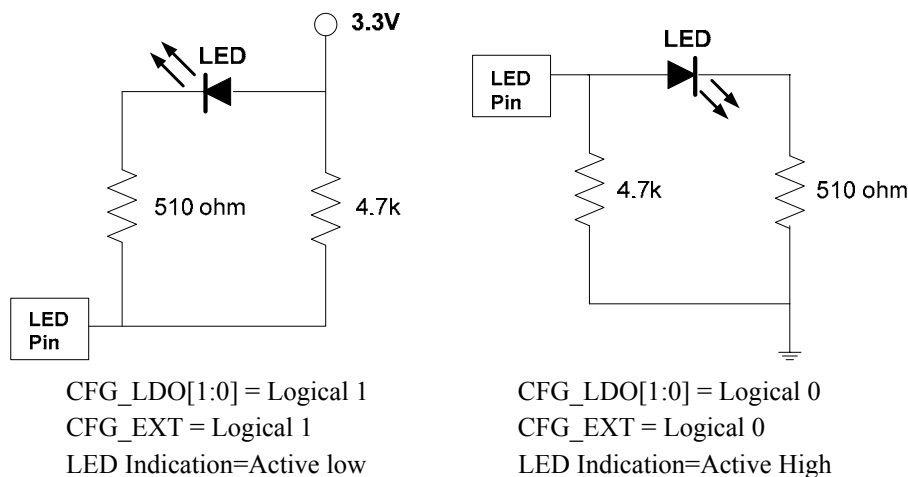 3.3V
LED
510 ohm
4.7k
LED
Pin
CFG_LDO[1:0] = Logical 1
CFG_EXT = Logical 1
LED Indication=Active low
LED
LED
Pin
4.7k
510 ohm
CFG_LDO[1:0] = Logical 0
CFG_EXT = Logical 0
LED Indication=Active High